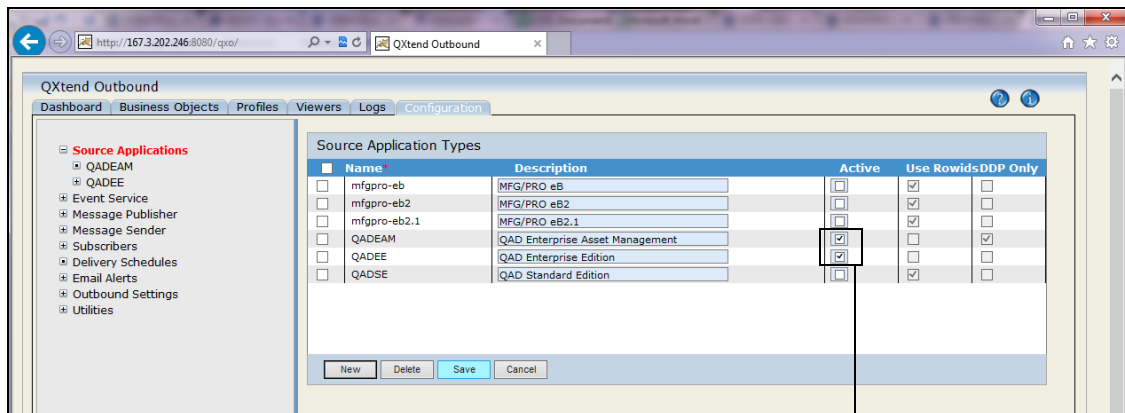 http://167.3.202.246:8080/qxo/
QXtend Outbound
QXtend Outbound
Dashboard Business Objects Profiles Viewers Logs Configuration
Source Applications
QADEAM
QADEE
Event Service
Message Publisher
Message Sender
Subscribers
Delivery Schedules
Email Alerts
Outbound Settings
Utilities
Source Application Types
Name* Description Active Use Rowids DDP Only
mfgpro-eb MFG/PRO eB
mfgpro-eb2 MFG/PRO eB2
mfgpro-eb2.1 MFG/PRO eB2.1
QADEAM QAD Enterprise Asset Management
QADEE QAD Enterprise Edition
QADSE QAD Standard Edition
New Delete Save Cancel